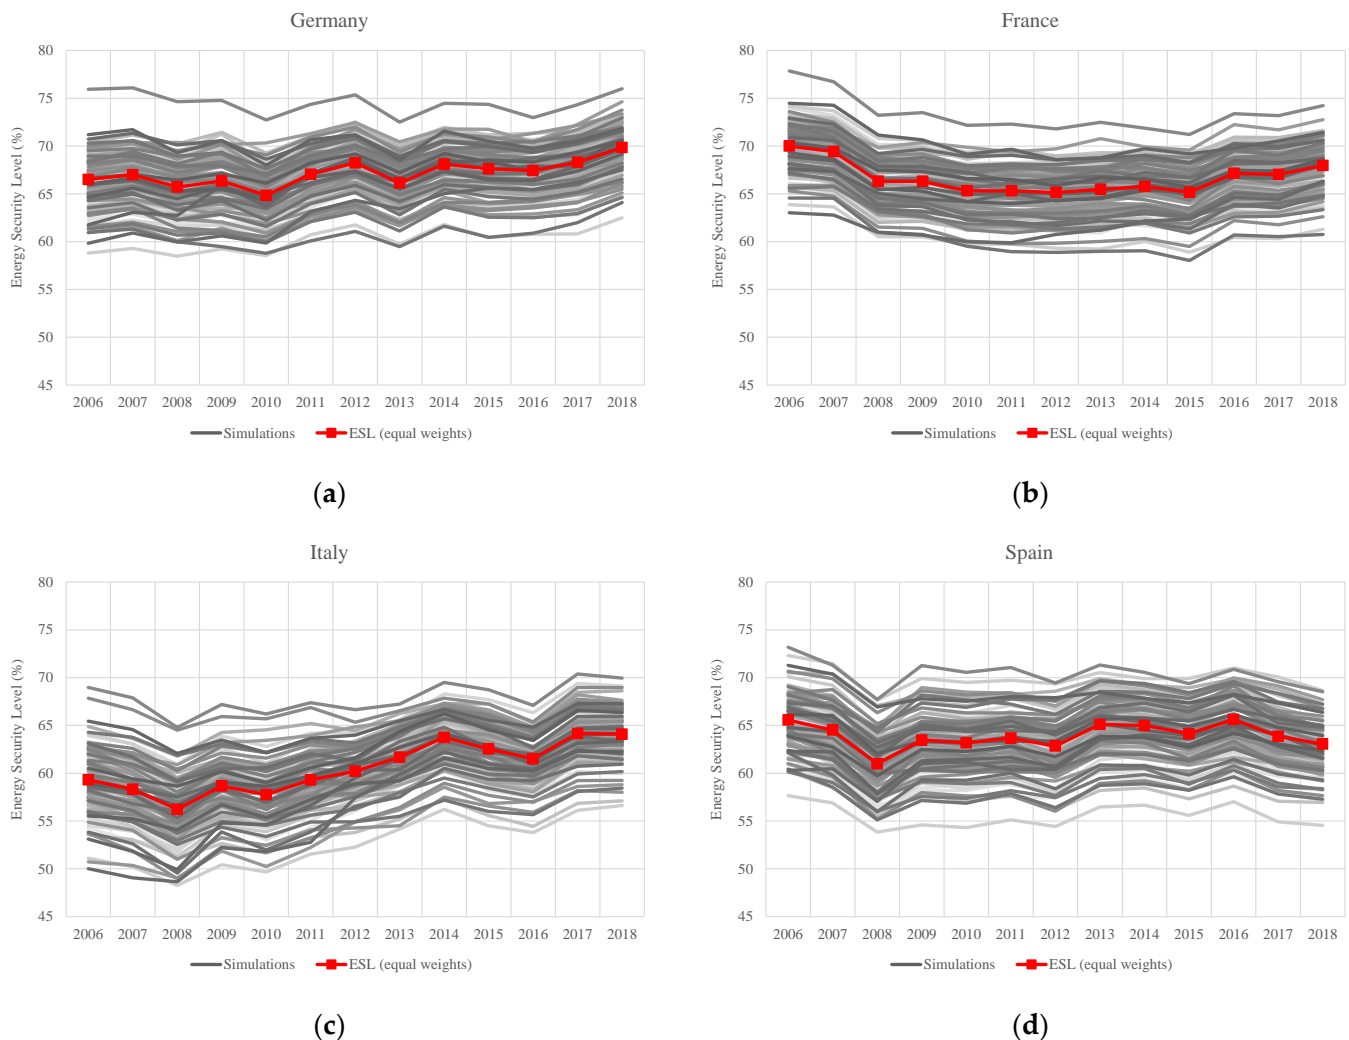 Germany
80
75
70
65
60
55
50
45
Energy Security Level (%)
2006 2007 2008 2009 2010 2011 2012 2013 2014 2015 2016 2017 2018
Simulations ESL (equal weights)
(a)
France
80
75
70
65
60
55
50
45
Energy Security Level (%)
2006 2007 2008 2009 2010 2011 2012 2013 2014 2015 2016 2017 2018
Simulations ESL (equal weights)
(b)
Italy
80
75
70
65
60
55
50
45
Energy Security Level (%)
2006 2007 2008 2009 2010 2011 2012 2013 2014 2015 2016 2017 2018
Simulations ESL (equal weights)
(c)
Spain
80
75
70
65
60
55
50
45
Energy Security Level (%)
2006 2007 2008 2009 2010 2011 2012 2013 2014 2015 2016 2017 2018
Simulations ESL (equal weights)
(d)